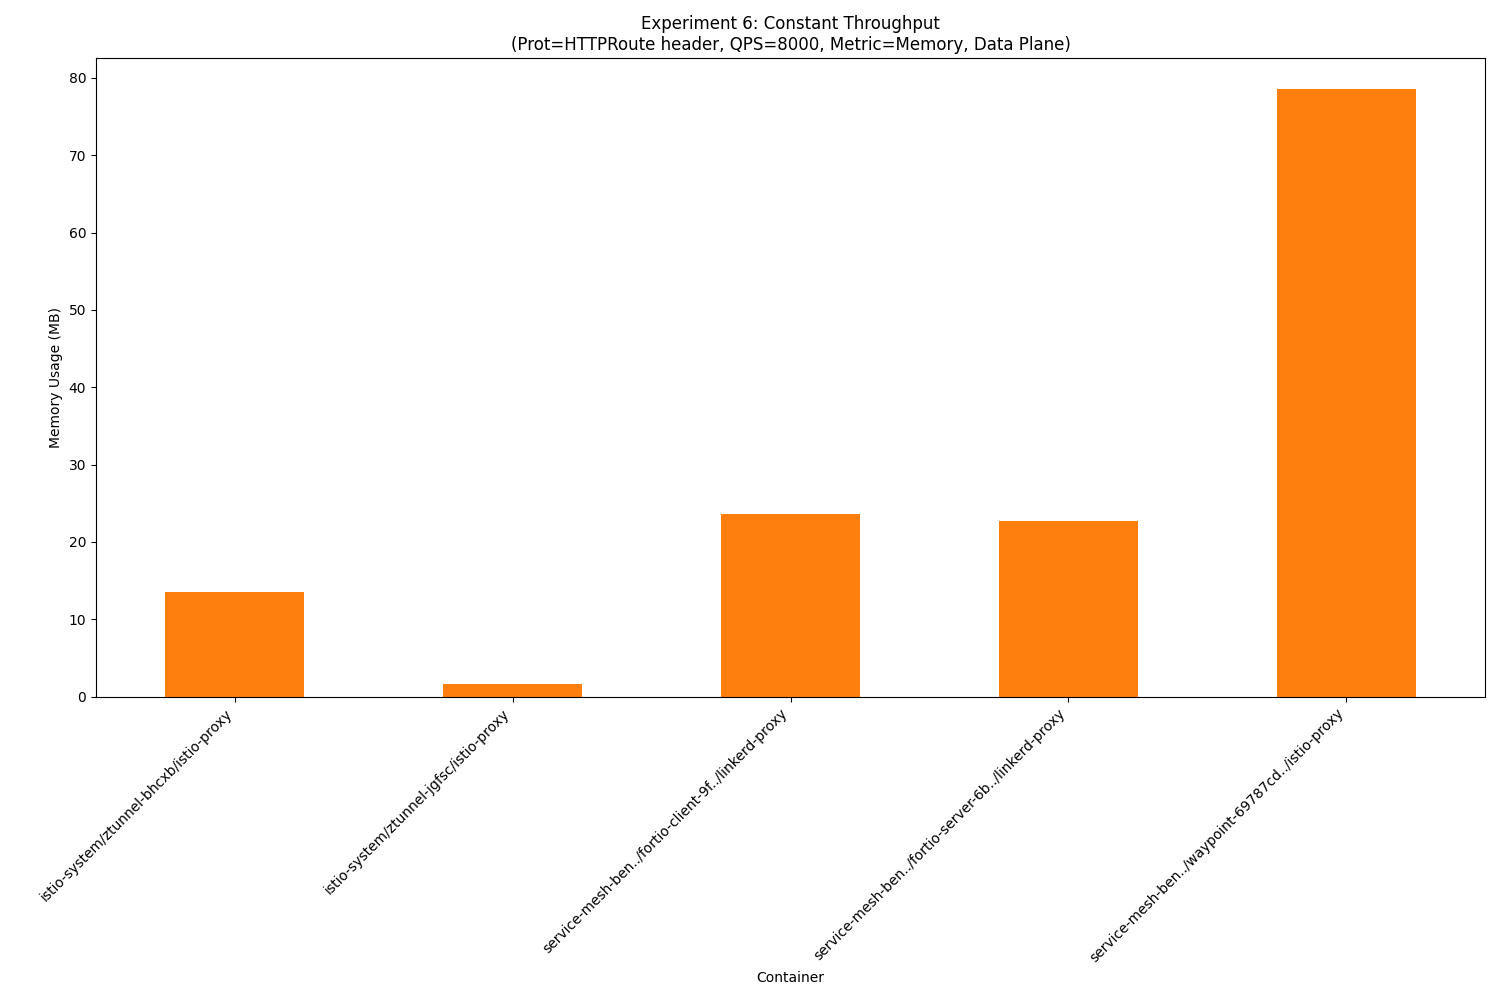 Experiment 6: Constant Throughput
(Prot=HTTPRoute header, QPS=8000, Metric=Memory, Data Plane)
Memory Usage (MB)
80
70
60
50
40
30
20
10
0
istio-system/ztunnel-bhcxb/istio-proxy
istio-system/ztunnel-jgfsc/istio-proxy
service-mesh-ben../fortio-client-9f../linkerd-proxy
service-mesh-ben../fortio-server-6b../linkerd-proxy
service-mesh-ben../waypoint-69787cd../istio-proxy
Container